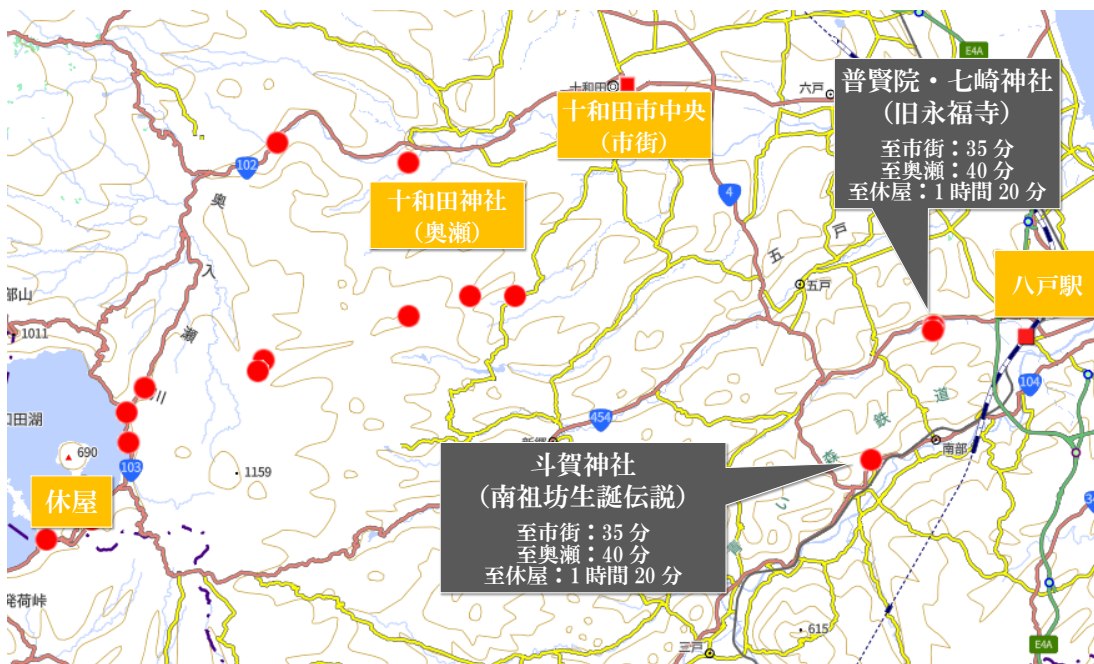 E4A
十和田
六戸
十和田市中央
(市街)
普賢院・七崎神社
(旧永福寺)
至市街：35 分
至奥瀬：40 分
至休屋：1 時間 20 分
102
十和田神社
(奥瀬)
4
奥
入
瀬
川
五
戸
五戸
八戸駅
部山
1011
104
田湖
454
道
鉄
森
い
南部
690
103
1159
休屋
斗賀神社
(南祖坊生誕伝説)
至市街：35 分
至奥瀬：40 分
至休屋：1 時間 20 分
発荷峠
三戸
615
E4A